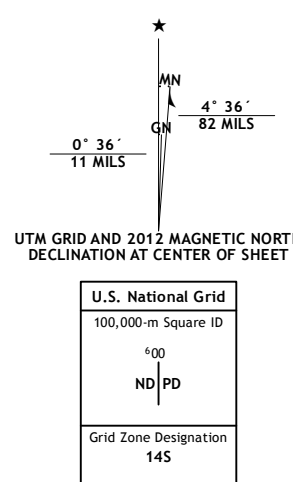 ★
MN
GN
4° 36´
82 MILS
0° 36´
11 MILS
UTM GRID AND 2012 MAGNETIC NORT
DECLINATION AT CENTER OF SHEET
U.S. National Grid
100,000-m Square ID
⁶00
ND PD
Grid Zone Designation
14S